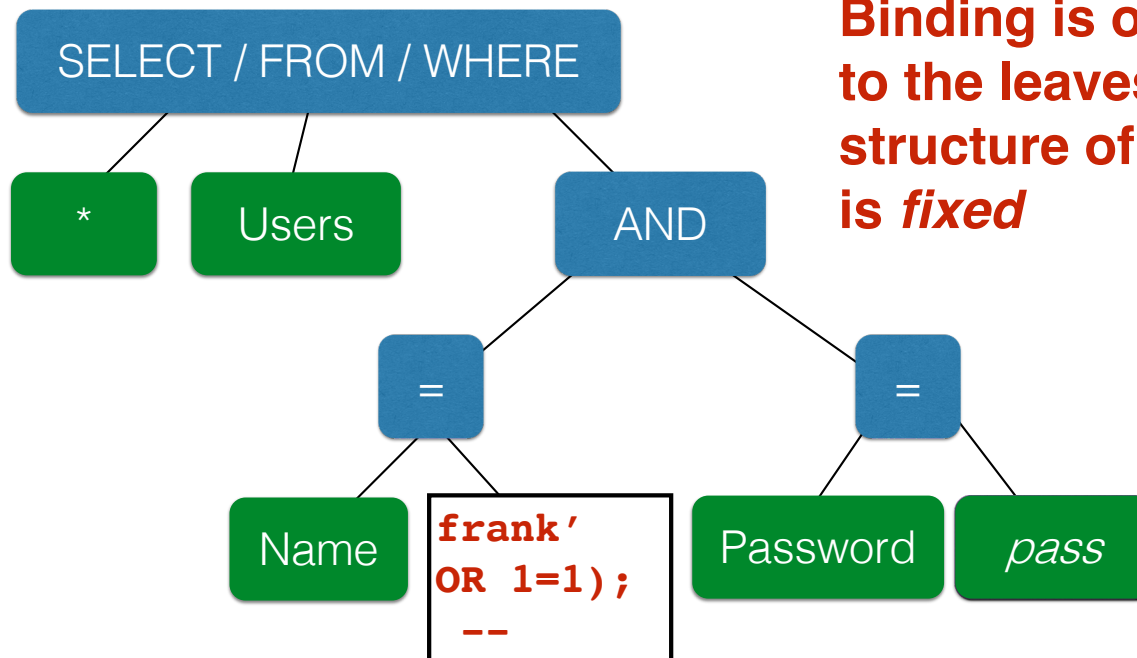 SELECT / FROM / WHERE
Binding is
to the
structure of
is fixed
*
Users
AND
=
=
Name
frank’
OR 1=1);
--
Password
pass